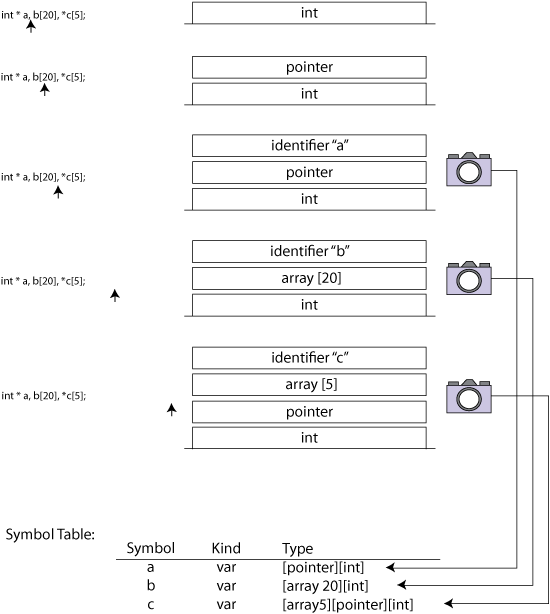 int * a, b[20], *c[5];
int
int * a, b[20], *c[5];
pointer
int
int * a, b[20], *c[5];
identifier "a"
pointer
int
int * a, b[20], *c[5];
identifier "b"
array [20]
int
int * a, b[20], *c[5];
identifier "c"
array [5]
pointer
int
Symbol Table:
Symbol Kind Type
a var [pointer][int]
b var [array 20][int]
c var [array5][pointer][int]